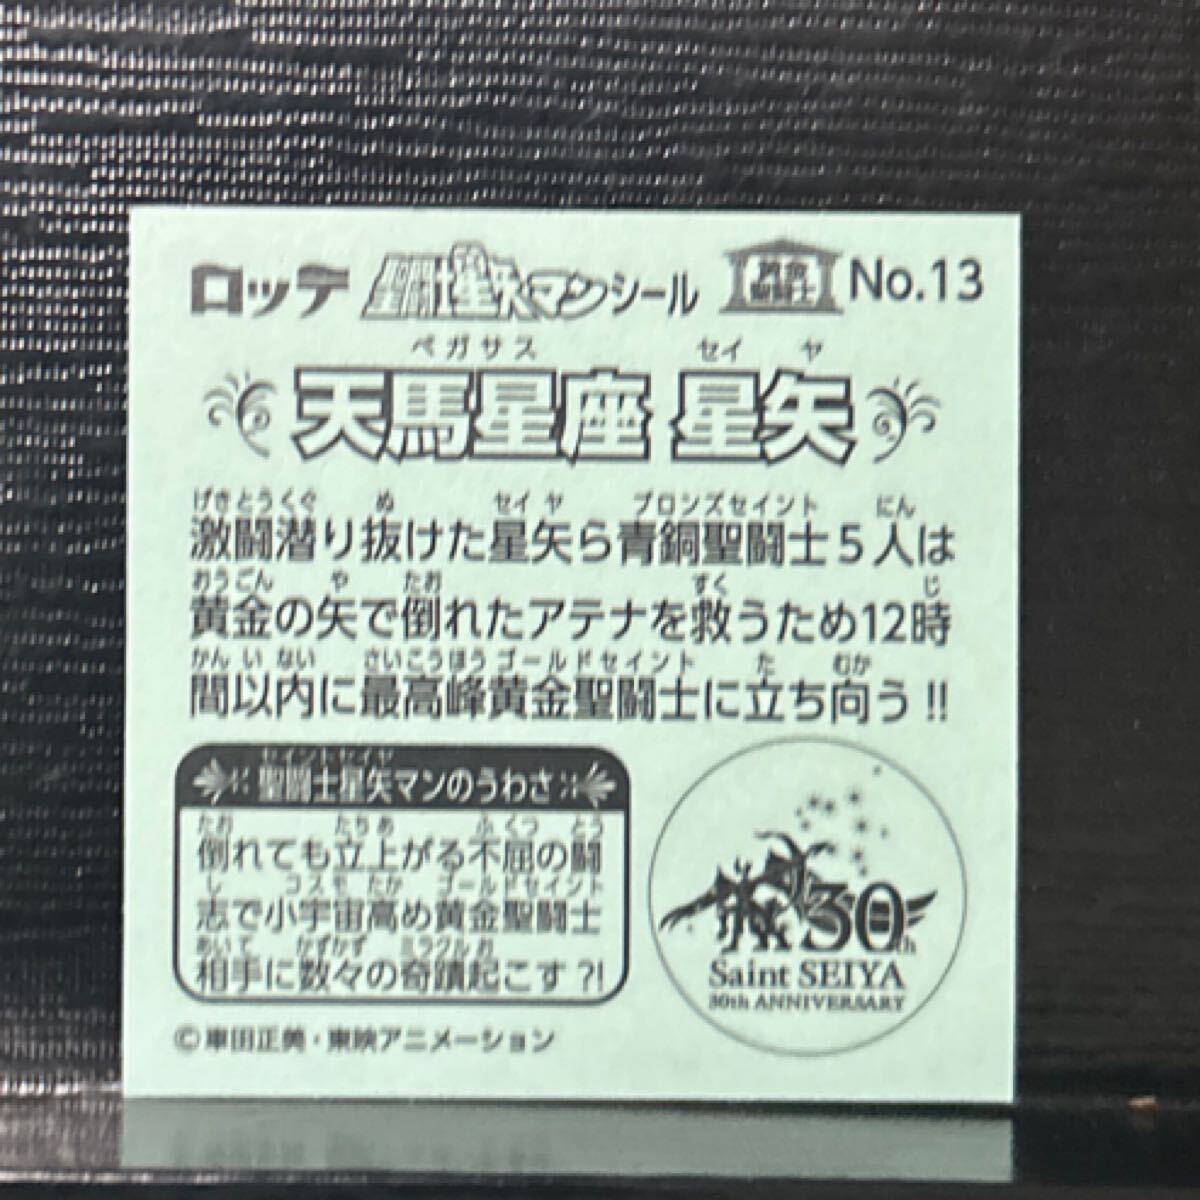 ロッテ 聖闘士星矢マンシール 黄金聖闘士 No.13
ペガサス セイヤ
天馬星座 星矢
げきとうくぐ ぬ セイヤ ブロンズセイント にん
激闘潜り抜けた星矢ら青銅聖闘士5人は
おうごん や たお すく じ
黄金の矢で倒れたアテナを救うため12時
かんいない さいこうほう ゴールドセイント た むか
間以内に最高峰黄金聖闘士に立ち向う!!
セイントセイヤ
聖闘士星矢マンのうわさ
たお たちあ ふくつ とう
倒れても立上がる不屈の闘
し コスモ たか ゴールドセイント
志で小宇宙高め黄金聖闘士
あいて かずかず ミラクルお
相手に数々の奇蹟起こす?!
30th
Saint SEIYA
30th ANNIVERSARY
©車田正美・東映アニメーション